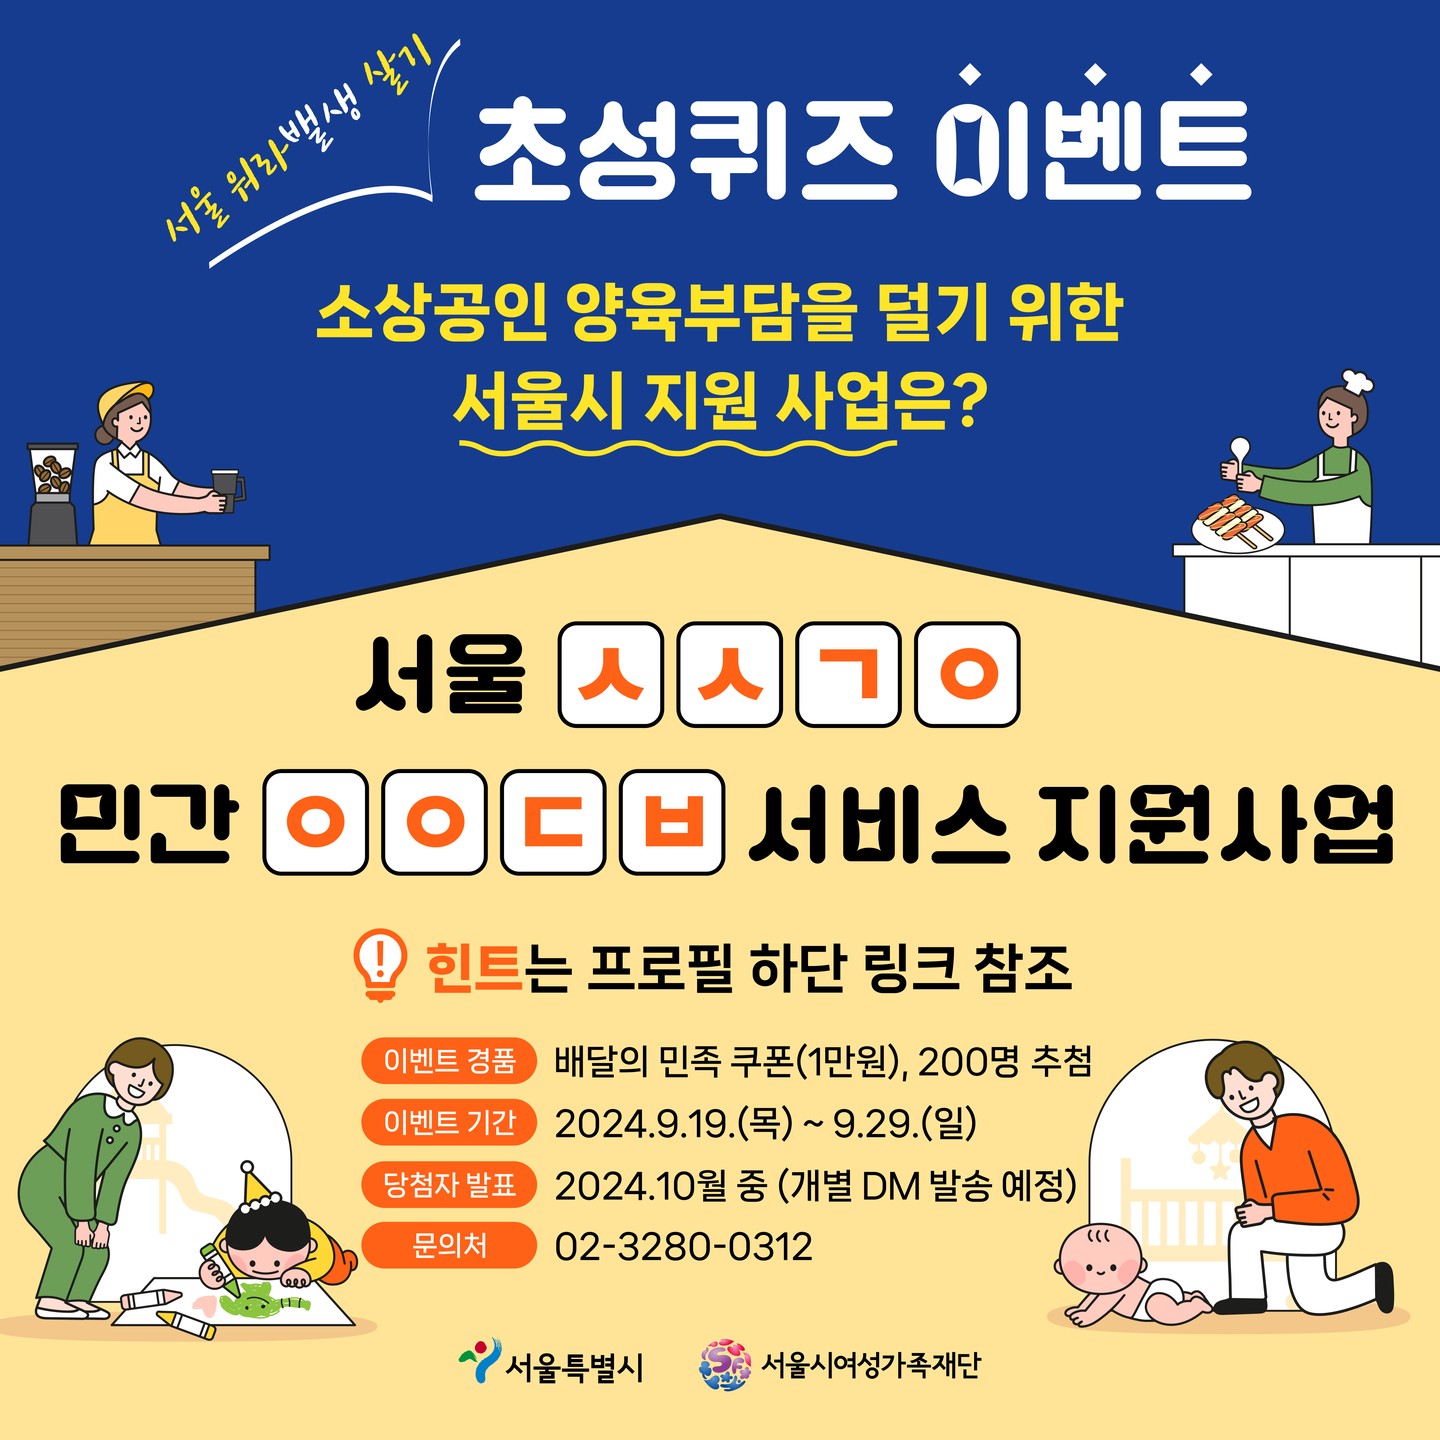 서울 워라밸생 살기
초성퀴즈 이벤트
소상공인 양육부담을 덜기 위한
서울시 지원 사업은?
서울 ㅅ ㅅ ㄱ ㅇ
민간 ㅇ ㅇ ㄷ ㅂ 서비스 지원사업
힌트는 프로필 하단 링크 참조
이벤트 경품 배달의 민족 쿠폰(1만원), 200명 추첨
이벤트 기간 2024.9.19.(목) ~ 9.29.(일)
당첨자 발표 2024.10월 중 (개별 DM 발송 예정)
문의처 02-3280-0312
서울특별시 SF 서울시여성가족재단